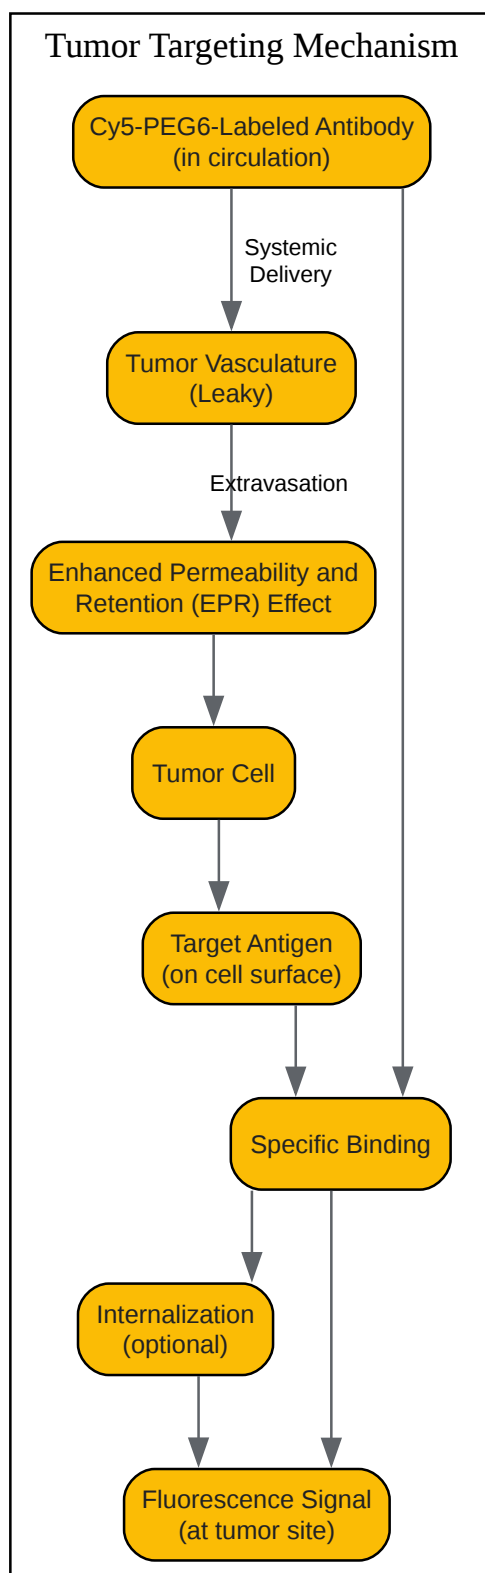 Tumor Targeting Mechanism
Cy5-PEG6-Labeled Antibody
(in circulation)
Systemic
Delivery
Tumor Vasculature
(Leaky)
Extravasation
Enhanced Permeability and
Retention (EPR) Effect
Tumor Cell
Target Antigen
(on cell surface)
Specific Binding
Internalization
(optional)
Fluorescence Signal
(at tumor site)